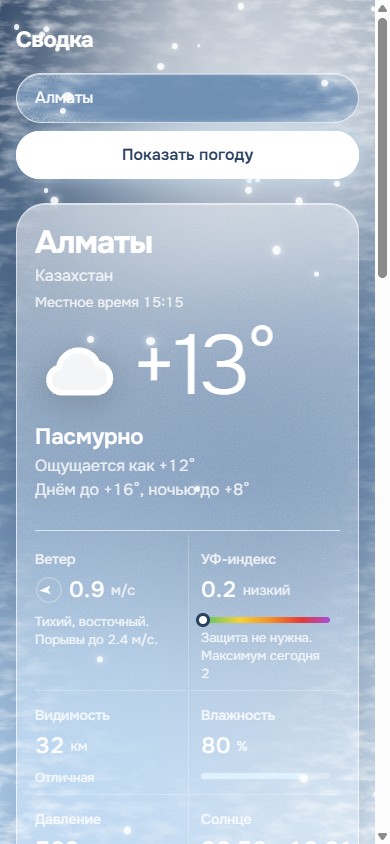 Сводка
Алматы
Показать погоду
Алматы
Казахстан
Местное время 15:15
+13°
Пасмурно
Ощущается как +12°
Днём до +16°, ночью до +8°
Ветер
0.9 м/с
Тихий, восточный.
Порывы до 2.4 м/с.
УФ-индекс
0.2 низкий
Защита не нужна.
Максимум сегодня
2
Видимость
32 км
Отличная
Влажность
80 %
Давление
Солнце